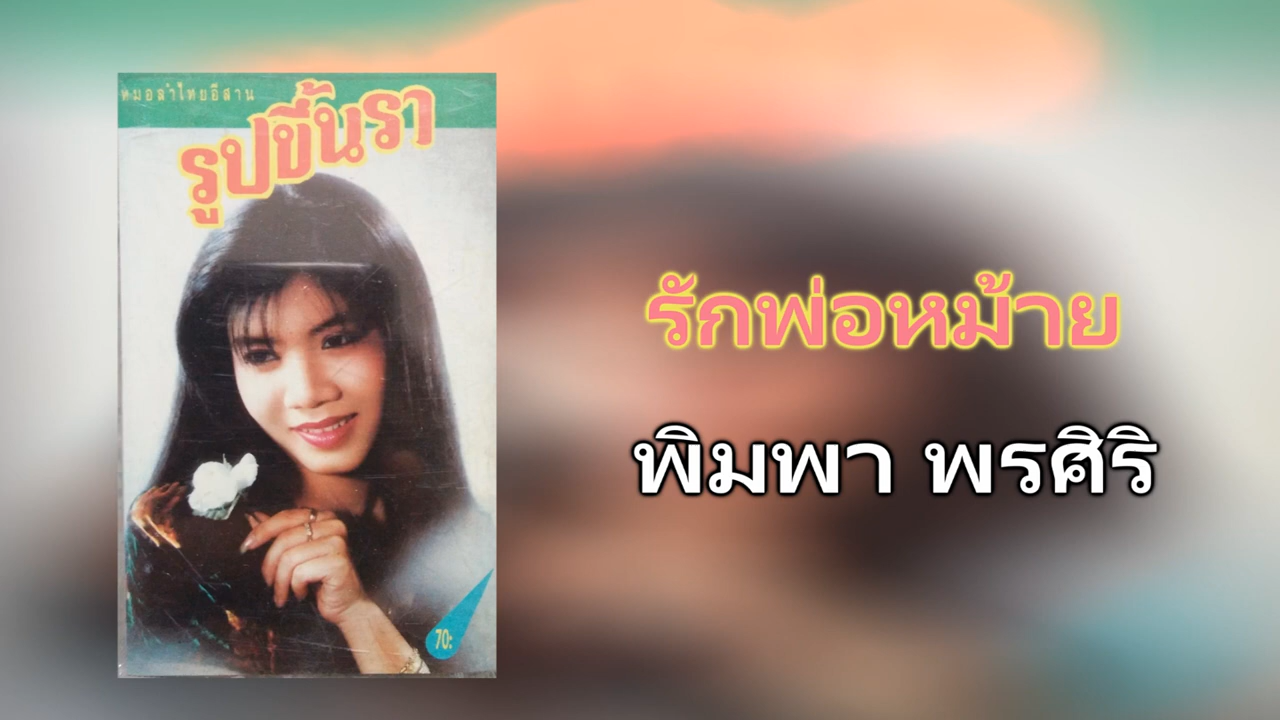 หมอลำไทยอีสาน
รูปขึ้นรา
70.-
รักพ่อหม้าย
พิมพา พรศิริ